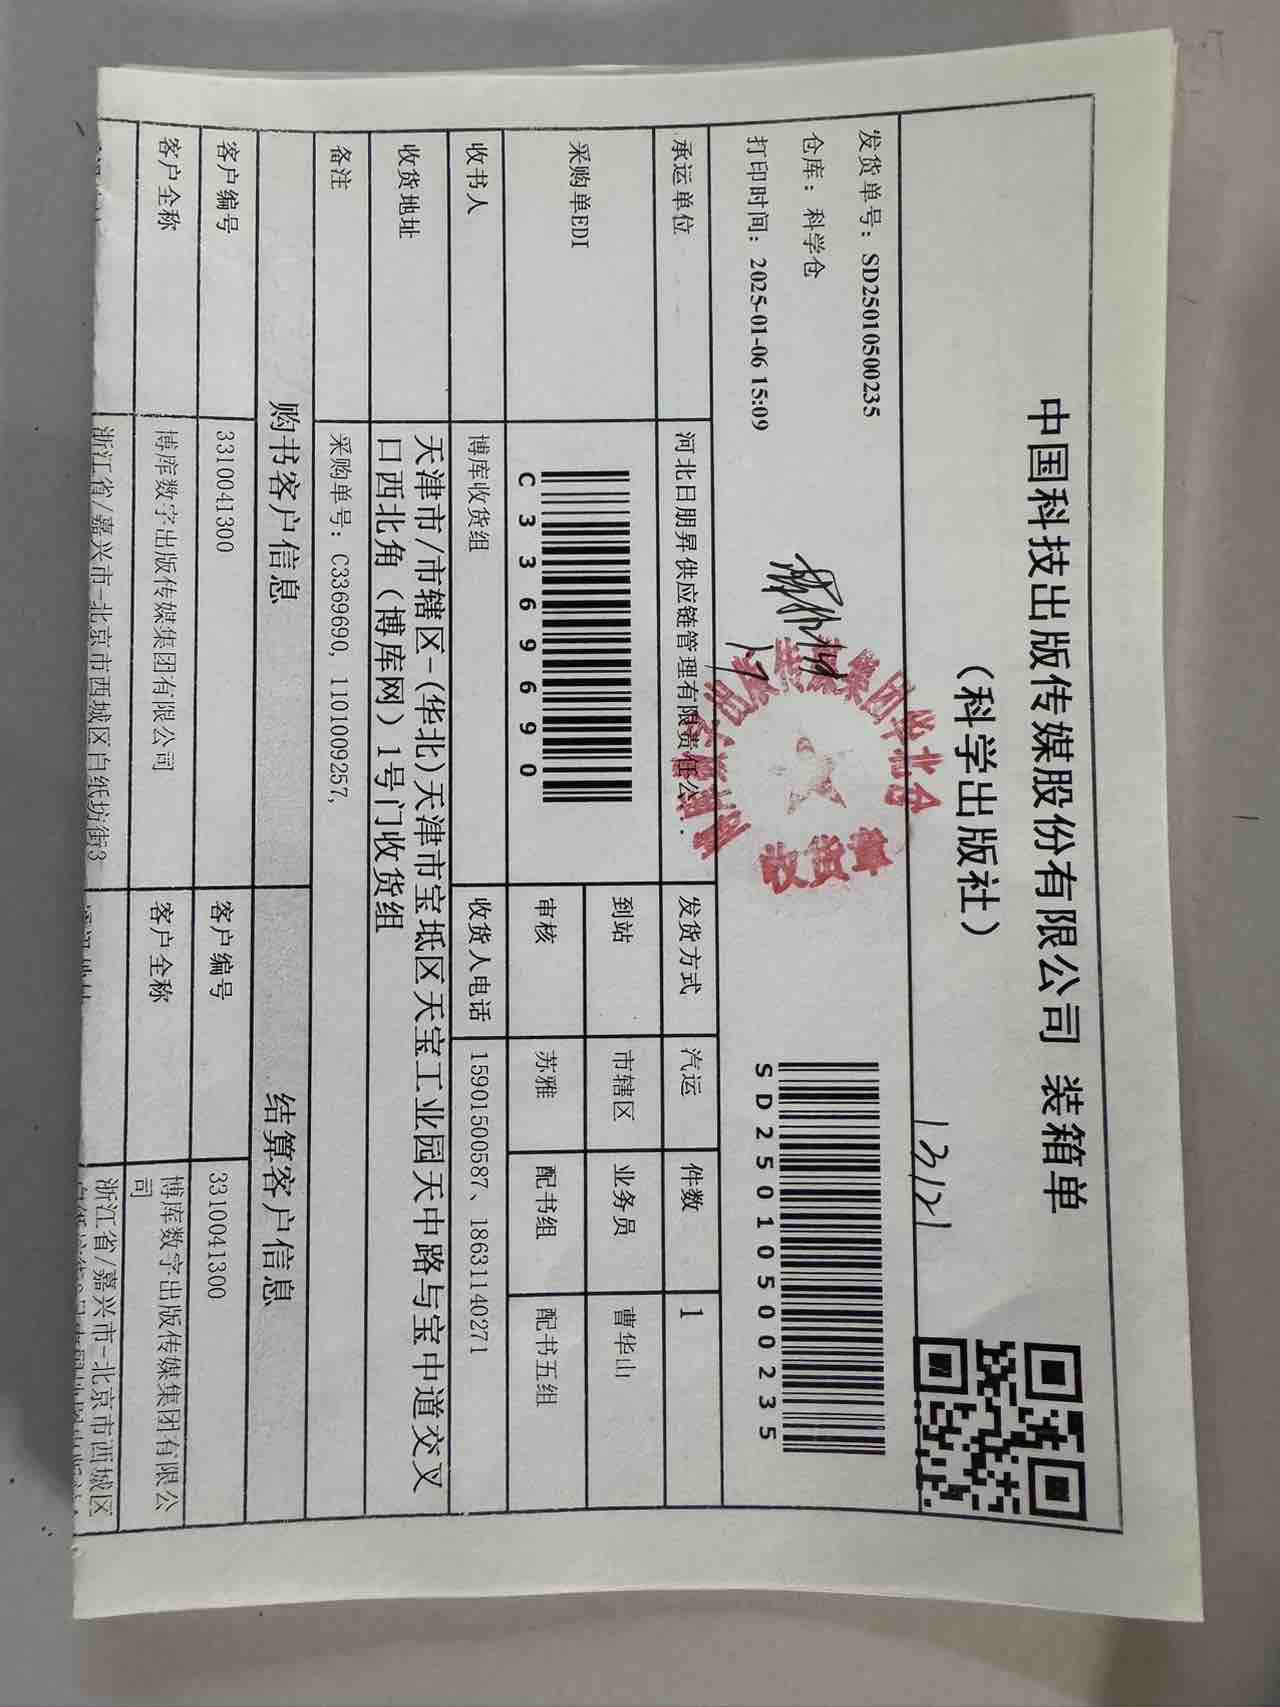 中国科技出版传媒股份有限公司 装箱单
（科学出版社）
发货单号：SD25010500235
仓库：科学仓
打印时间：2025-01-06 15:09
SD25010500235
承运单位 河北日朋昇供应链管理有限责任公 发货方式 汽运 件数 1
采购单EDI C3369690 到站 市辖区 业务员 曹华山
审核 苏雅 配书组 配书五组
收书人 博库收货组 收货人电话 15901500587、18631140271
收货地址 天津市/市辖区-(华北)天津市宝坻区天宝工业园天中路与宝中道交叉
口西北角（博库网）1号门收货组
备注 采购单号：C3369690, 1101009257,
购书客户信息 结算客户信息
客户编号 3310041300 客户编号 3310041300
客户全称 博库数字出版传媒集团有限公司 客户全称 博库数字出版传媒集团有限公
司
浙江省/嘉兴市-北京市西城区白纸坊街3 浙江省/嘉兴市-北京市西城区
收货章